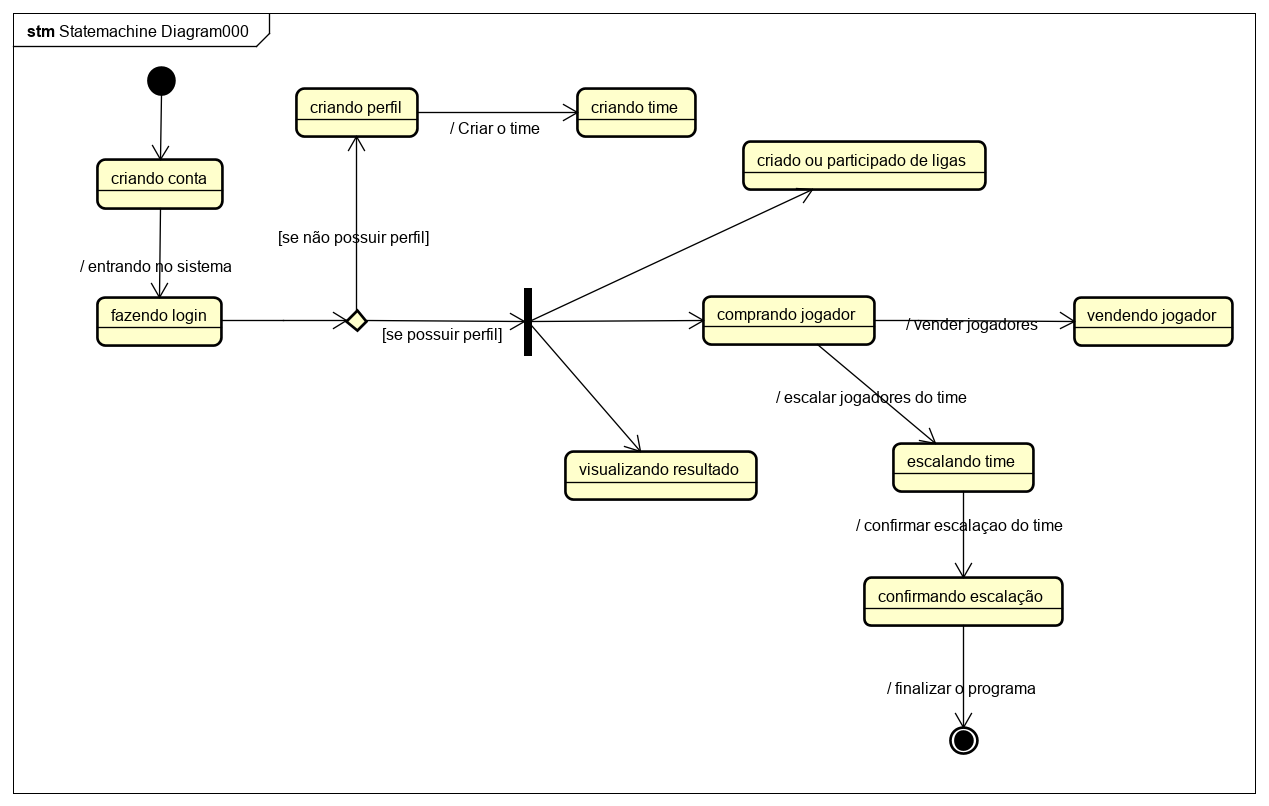 stm Statemachine Diagram000
criando perfil
criando time
/ Criar o time
criado ou participado de ligas
criando conta
[se não possuir perfil]
/ entrando no sistema
fazendo login
[se possuir perfil]
comprando jogador
/ vender jogadores
vendendo jogador
/ escalar jogadores do time
visualizando resultado
escalando time
/ confirmar escalaçao do time
confirmando escalação
/ finalizar o programa